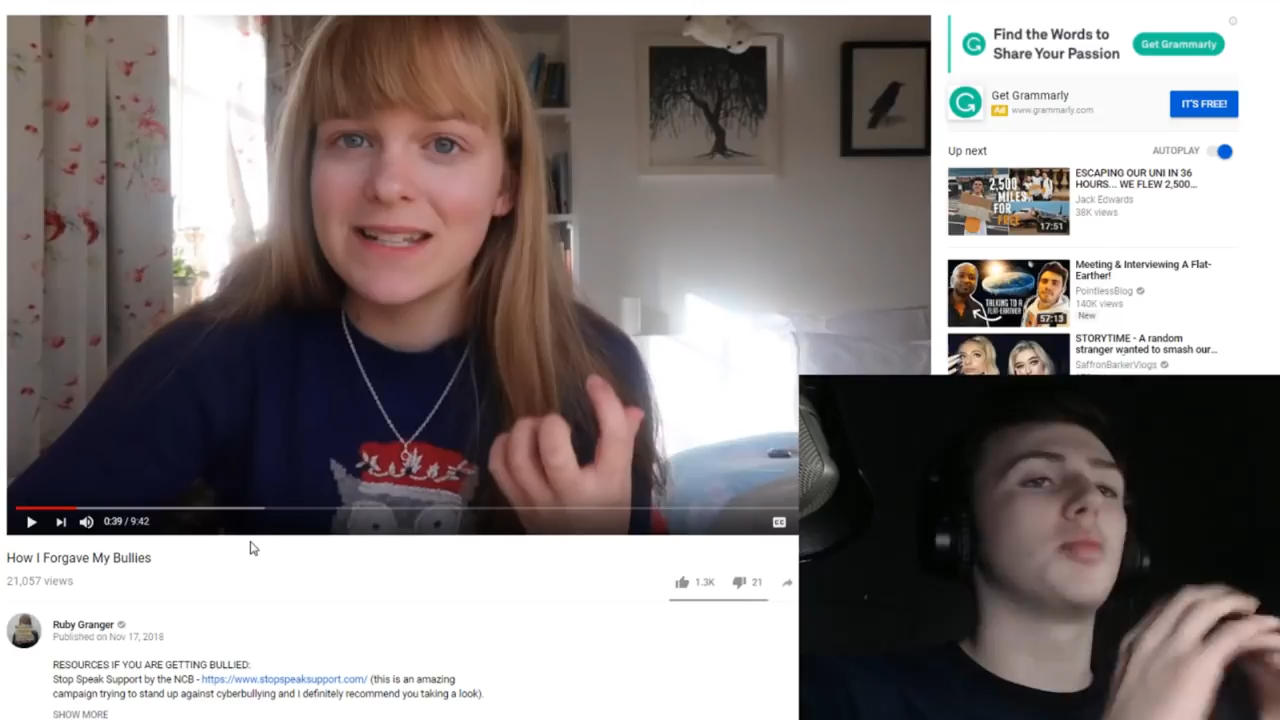 Find the Words to
Share Your Passion
Get Grammarly
Get Grammarly
Ad www.grammarly.com
IT'S FREE!
Up next
AUTOPLAY
2,500
MILES
FOR
FREE
17:51
ESCAPING OUR UNI IN 36
HOURS... WE FLEW 2,500...
Jack Edwards
38K views
TALKING TO A
FLAT-EARTHER
57:13
Meeting & Interviewing A Flat-
Earther!
PointlessBlog
140K views
New
STORYTIME - A random
stranger wanted to smash our...
SaffronBarkerVlogs
0:39 / 9:42
CC
How I Forgave My Bullies
21,057 views
1.3K
21
Ruby Granger
Published on Nov 17, 2018
RESOURCES IF YOU ARE GETTING BULLIED:
Stop Speak Support by the NCB - https://www.stopspeaksupport.com/ (this is an amazing
campaign trying to stand up against cyberbullying and I definitely recommend you taking a look).
SHOW MORE